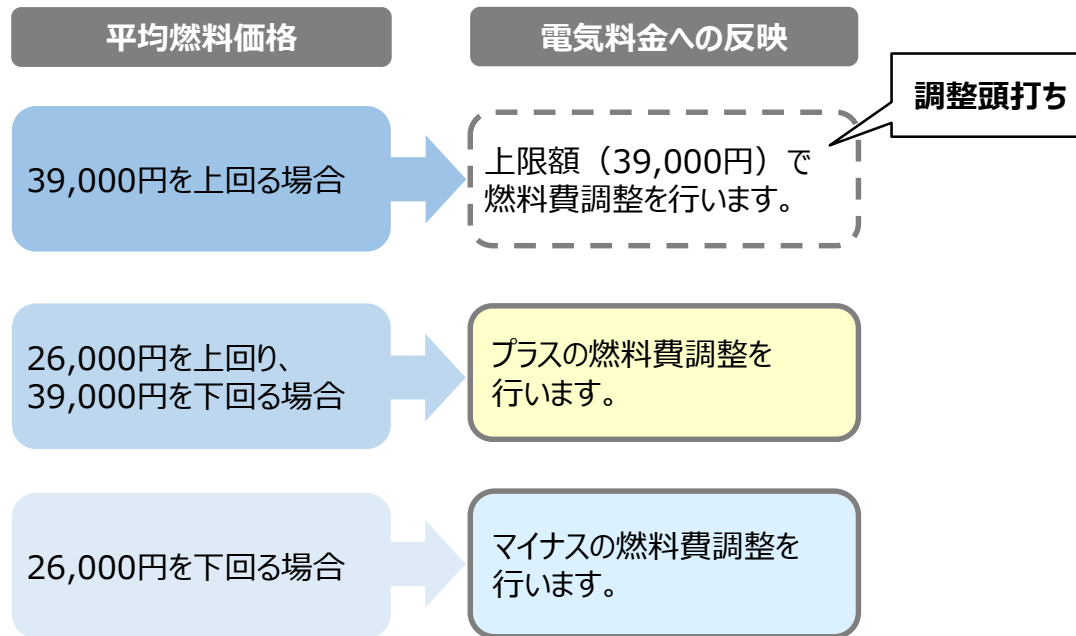 平均燃料価格
電気料金への反映
調整頭打ち
39,000円を上回る場合
上限額（39,000円）で
燃料費調整を行います。
26,000円を上回り、
39,000円を下回る場合
プラスの燃料費調整を
行います。
26,000円を下回る場合
マイナスの燃料費調整を
行います。